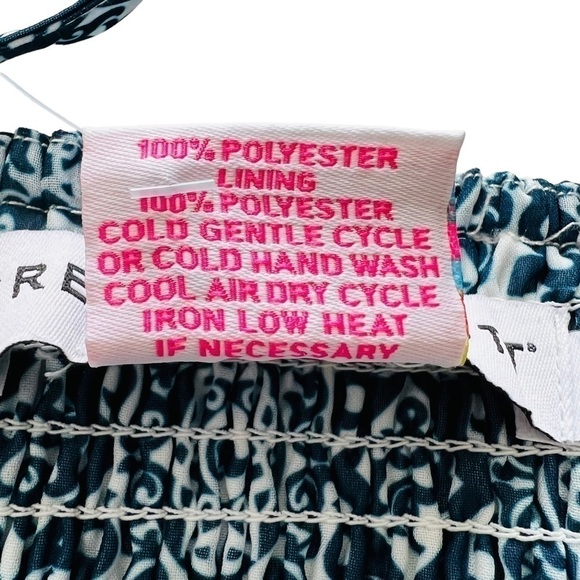 100% POLYESTER
LINING
100% POLYESTER
COLD GENTLE CYCLE
OR COLD HAND WASH
COOL AIR DRY CYCLE
IRON LOW HEAT
IF NECESSARY